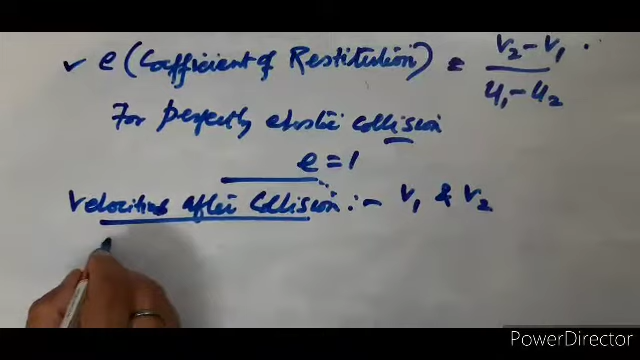 ✓ e (Coefficient of Restitution) = (v₂ - v₁) / (u₁ - u₂)
For perfectly elastic collision
e = 1
Velocities after Collision :- v₁ & v₂
PowerDirector